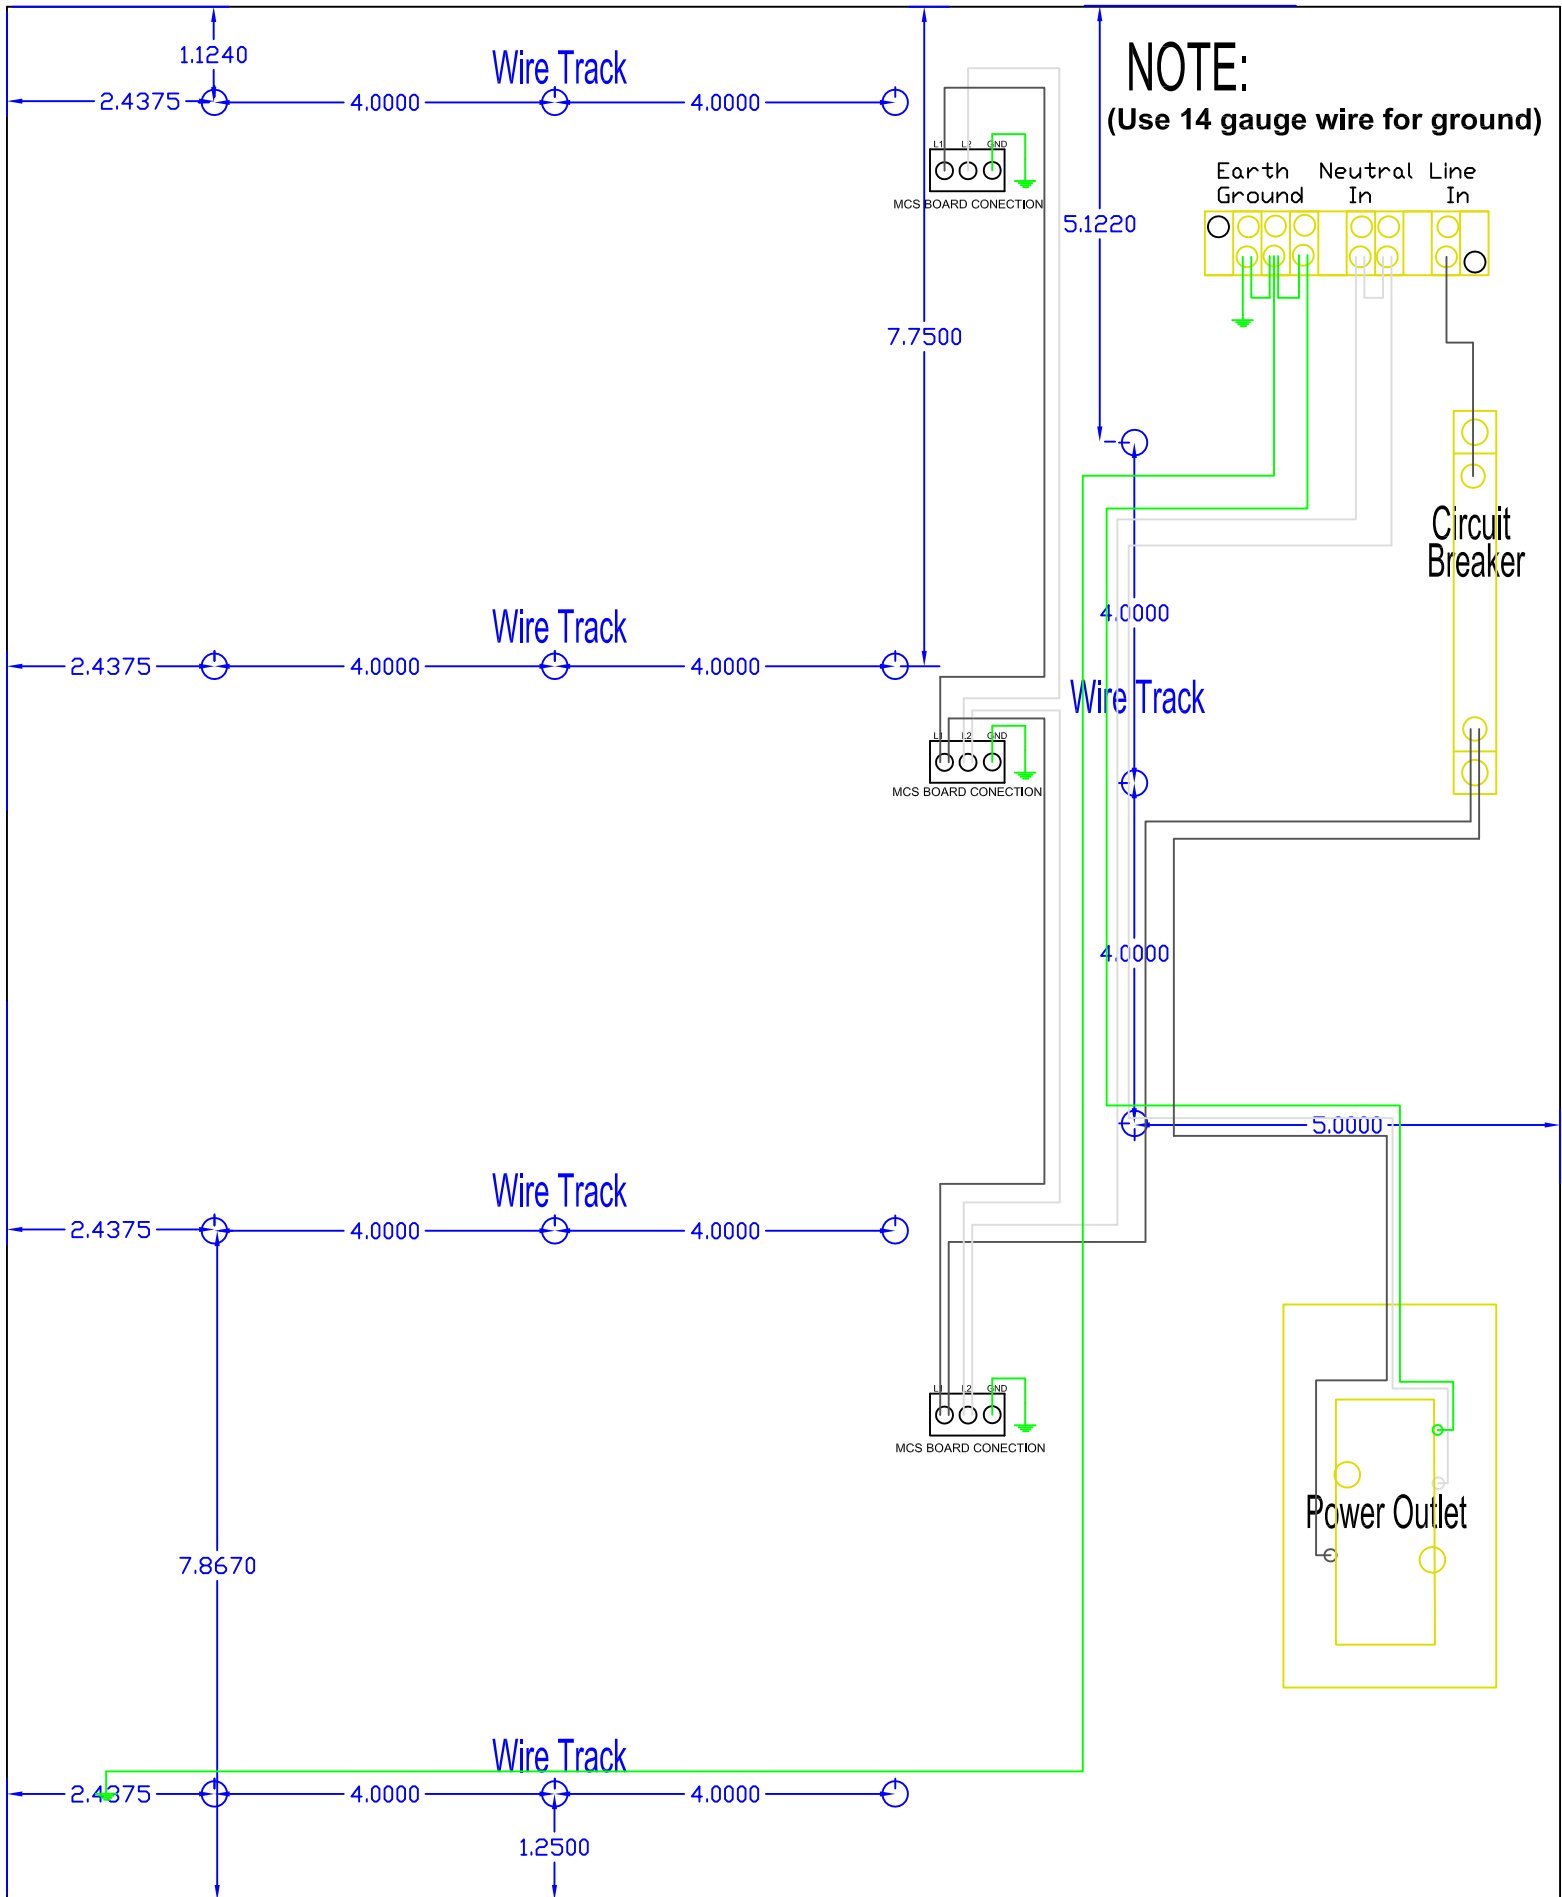 1.1240
Wire Track
2.4375
4.0000
4.0000
NOTE:
(Use 14 gauge wire for ground)
L1 L2 GND
MCS BOARD CONECTION
Earth Neutral Line
Ground In In
5.1220
7.7500
Circuit
Breaker
4.0000
Wire Track
2.4375
4.0000
4.0000
Wire Track
L1 L2 GND
MCS BOARD CONECTION
4.0000
5.0000
Wire Track
2.4375
4.0000
4.0000
L1 L2 GND
MCS BOARD CONECTION
Power Outlet
7.8670
Wire Track
2.4375
4.0000
4.0000
1.2500